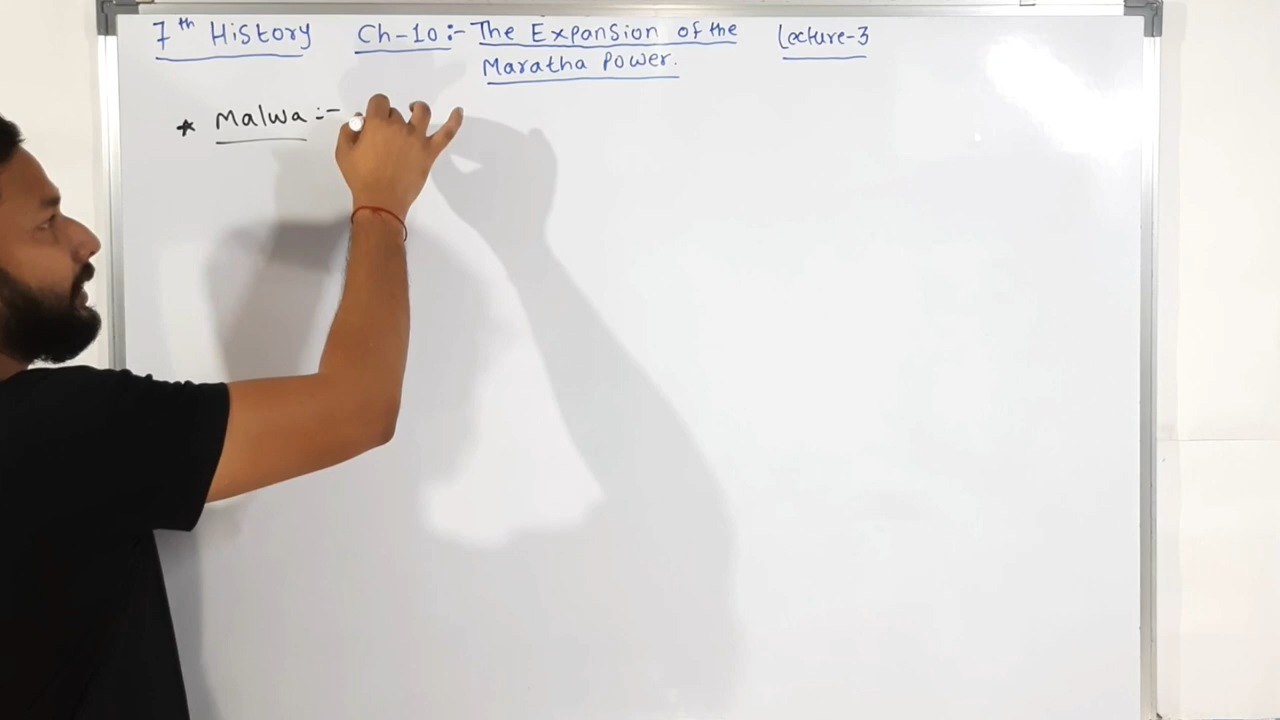 7th History Ch-10:- The Expansion of the Lecture-3
Maratha Power.
* Malwa :-